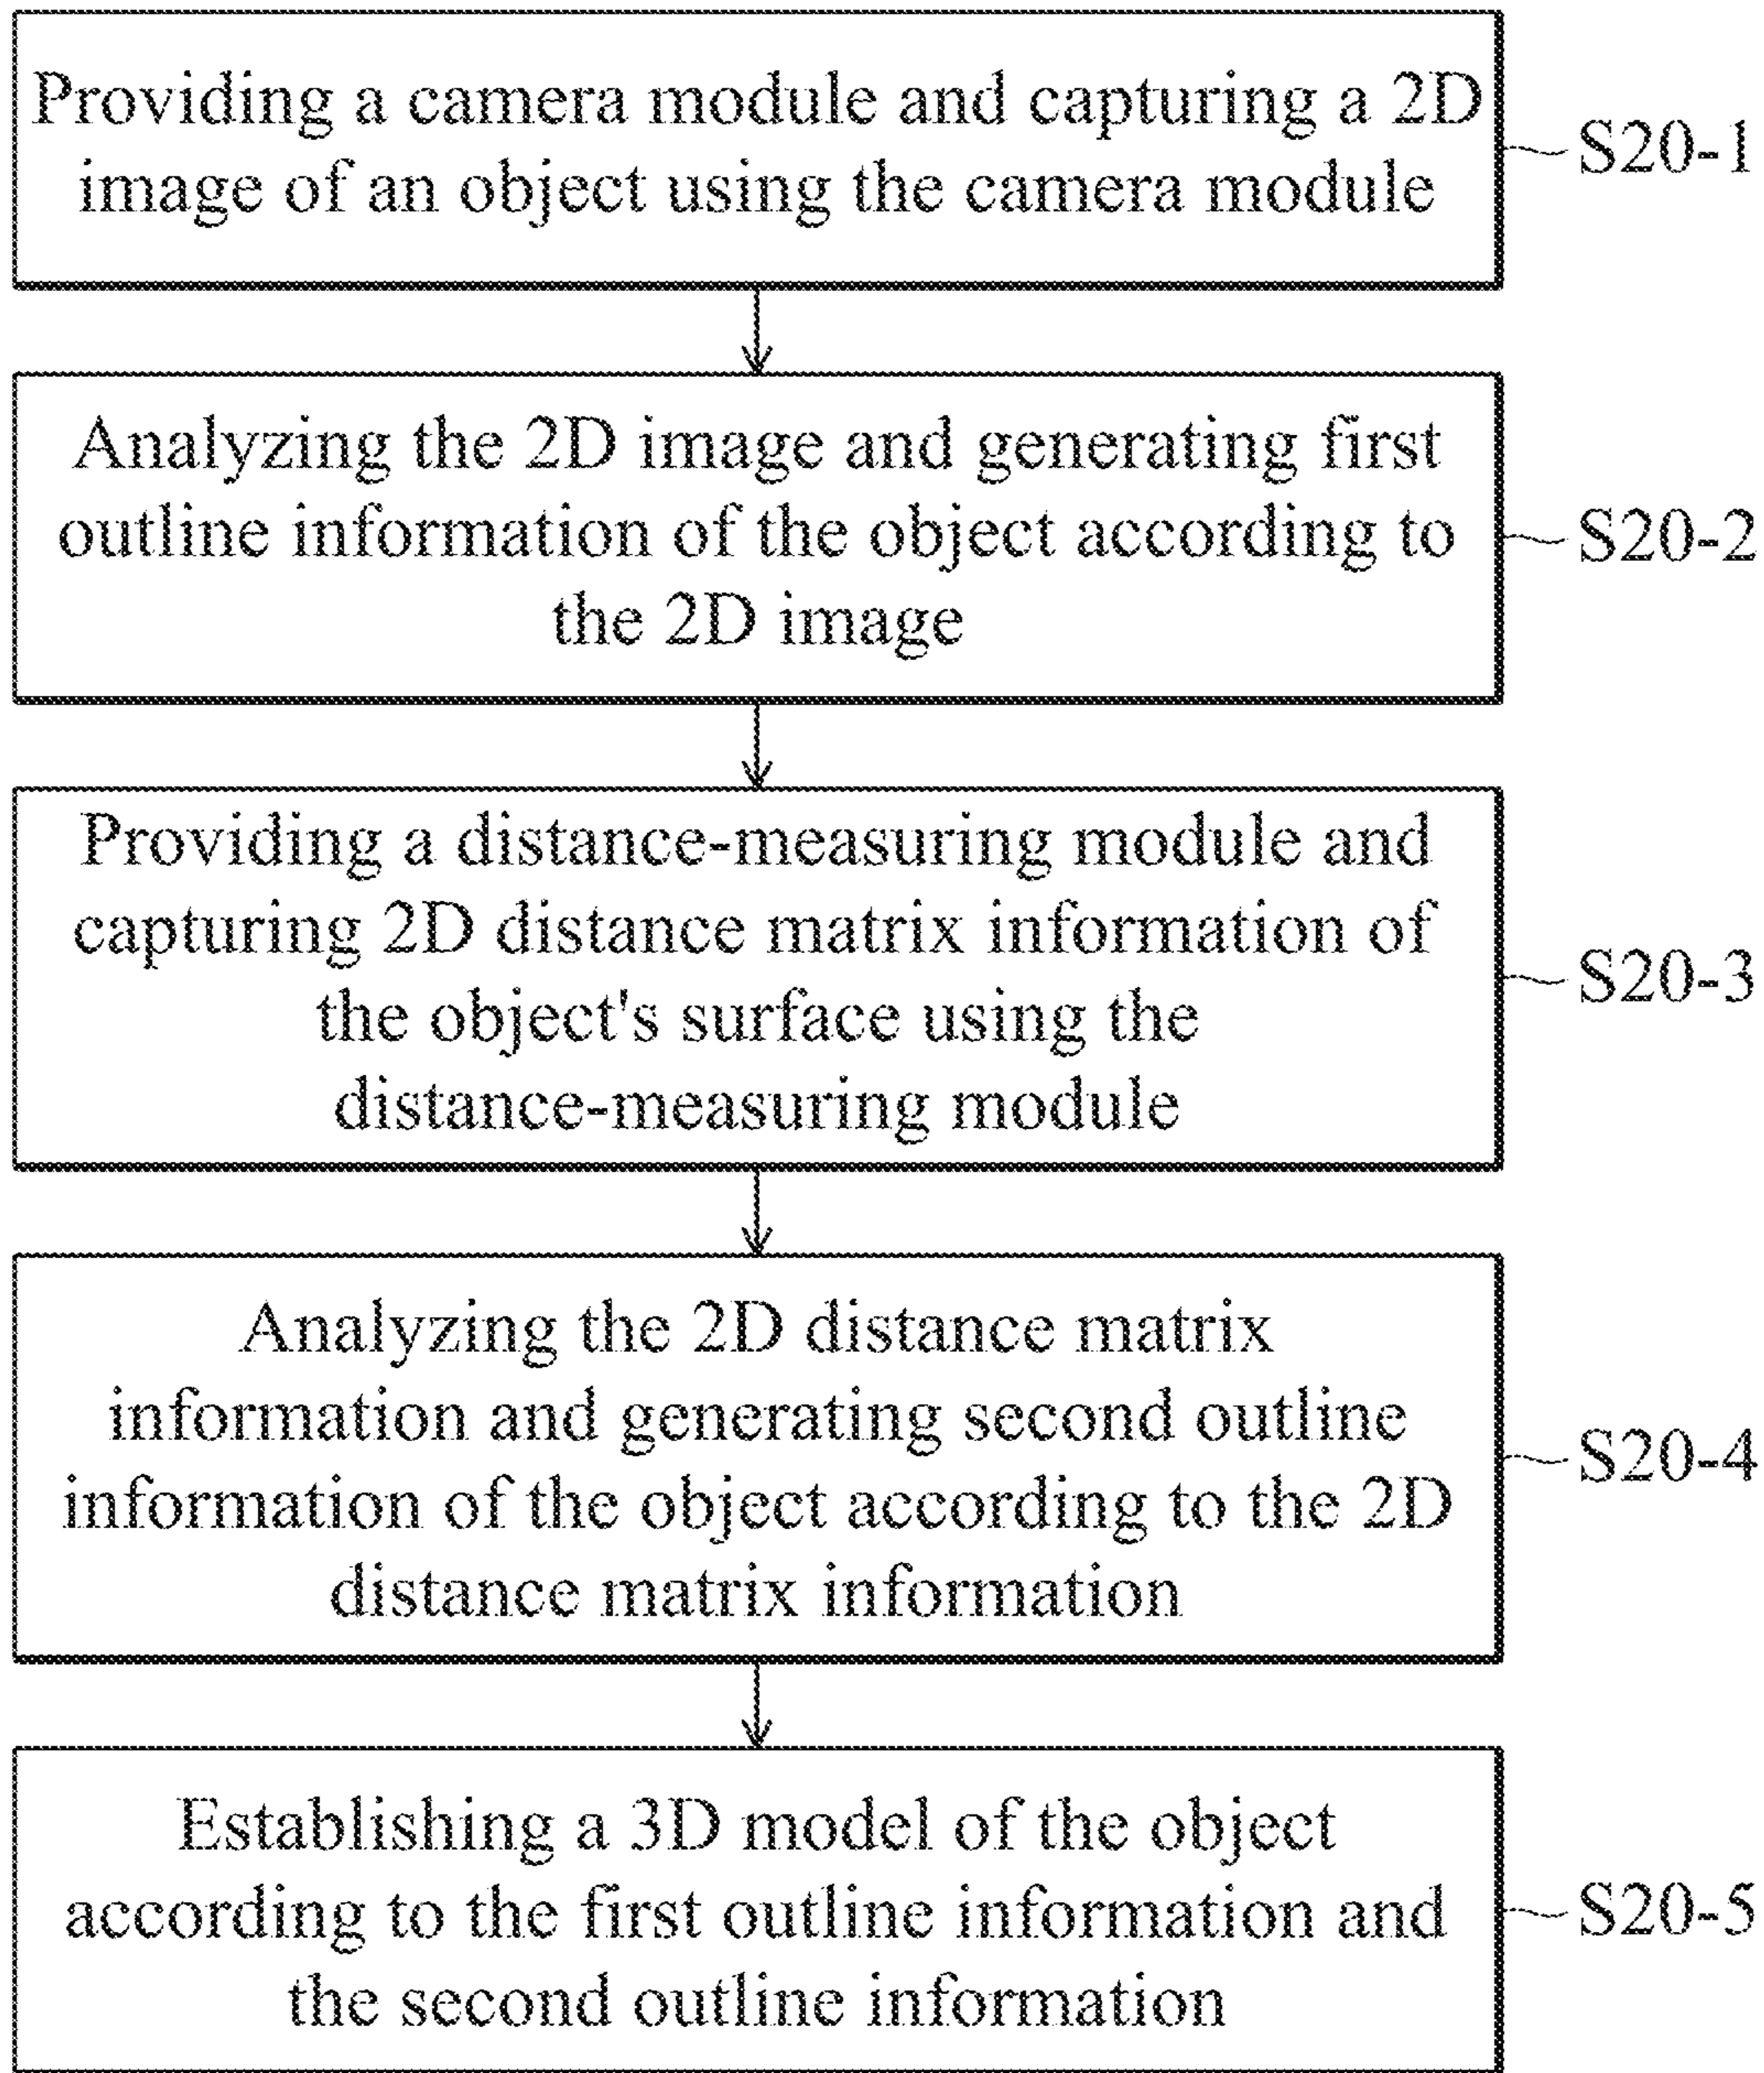 Providing a camera module and capturing a 2D
image of an object using the camera module
S20-1
Analyzing the 2D image and generating first
outline information of the object according to
the 2D image
S20-2
Providing a distance-measuring module and
capturing 2D distance matrix information of
the object's surface using the
distance-measuring module
S20-3
Analyzing the 2D distance matrix
information and generating second outline
information of the object according to the 2D
distance matrix information
S20-4
Establishing a 3D model of the object
according to the first outline information and
the second outline information
S20-5